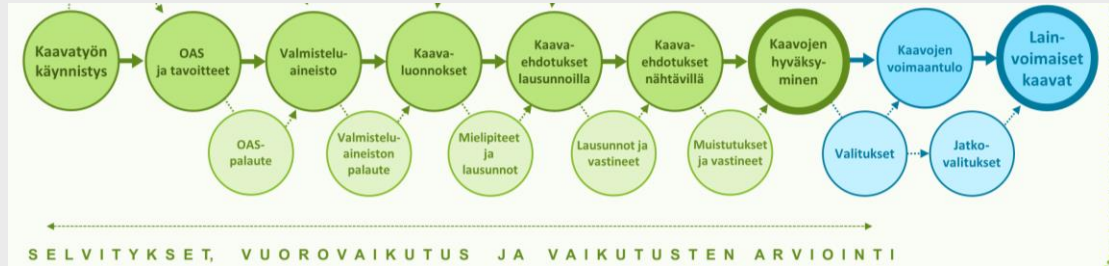 Kaavatyön
käynnistys
OAS
ja tavoitteet
Valmistelu-
aineisto
Kaava-
luonnokset
Kaava-
ehdotukset
lausunnoilla
Kaava-
ehdotukset
nähtävillä
Kaavojen
hyväksy-
minen
Kaavojen
voimaantulo
Lain-
voimaiset
kaavat
OAS-
palaute
Valmistelu-
aineiston
palaute
Mielipiteet
ja
lausunnot
Lausunnot ja
vastineet
Muistutukset
ja vastineet
Valitukset
Jatko-
valitukset
SELVITYKSET, VUOROVAIKUTUS JA VAIKUTUSTEN ARVIOINTI